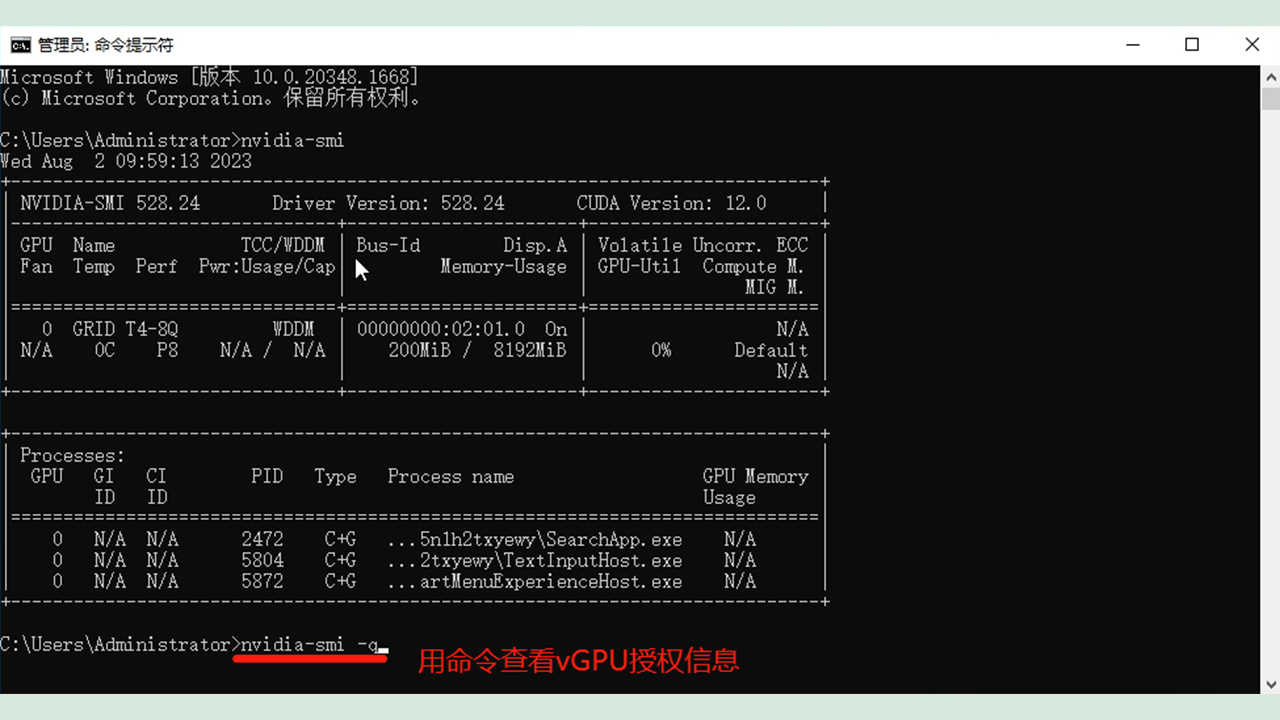 管理员: 命令提示符
Microsoft Windows [版本 10.0.20348.1668]
(c) Microsoft Corporation。保留所有权利。
C:\Users\Administrator>nvidia-smi
Wed Aug  2 09:59:13 2023
NVIDIA-SMI 528.24 Driver Version: 528.24 CUDA Version: 12.0
GPU Name TCC/WDDM | Bus-Id Disp.A | Volatile Uncorr. ECC
Fan Temp Perf Pwr:Usage/Cap | Memory-Usage | GPU-Util Compute M.
MIG M.
0 GRID T4-8Q WDDM | 00000000:02:01.0 On | N/A
N/A 0C P8 N/A / N/A | 200MiB / 8192MiB | 0% Default
N/A
Processes:
GPU GI CI PID Type Process name GPU Memory
ID ID Usage
0 N/A N/A 2472 C+G ...5n1h2txyewy\SearchApp.exe N/A
0 N/A N/A 5804 C+G ...2txyewy\TextInputHost.exe N/A
0 N/A N/A 5872 C+G ...artMenuExperienceHost.exe N/A
C:\Users\Administrator>nvidia-smi -q
用命令查看vGPU授权信息